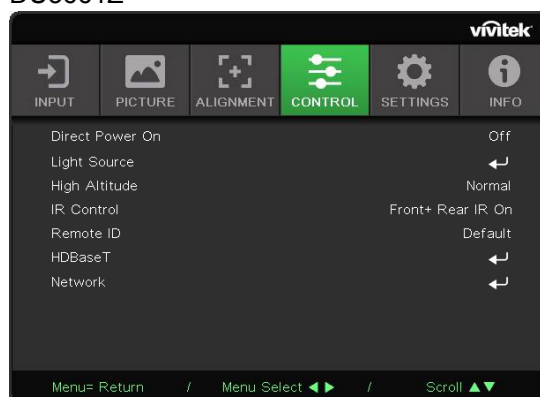 vivitek
INPUT PICTURE ALIGNMENT CONTROL SETTINGS INFO
Direct Power On Off
Light Source
High Altitude Normal
IR Control Front+ Rear IR On
Remote ID Default
HDBaseT
Network
Menu= Return / Menu Select ◀ ▶ / Scroll ▲▼